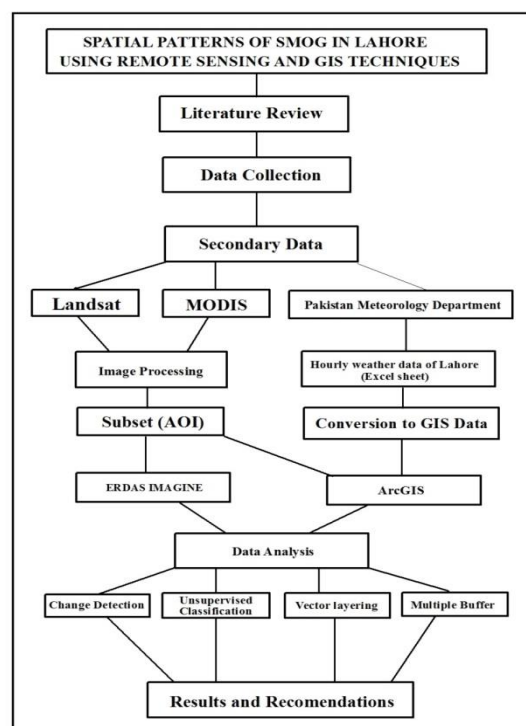 SPATIAL PATTERNS OF SMOG IN LAHORE
USING REMOTE SENSING AND GIS TECHNIQUES
Literature Review
Data Collection
Secondary Data
Landsat
MODIS
Pakistan Meteorology Department
Image Processing
Hourly weather data of Lahore
(Excel sheet)
Subset (AOI)
Conversion to GIS Data
ERDAS IMAGINE
ArcGIS
Data Analysis
Change Detection
Unsupervised
Classification
Vector layering
Multiple Buffer
Results and Recomendations